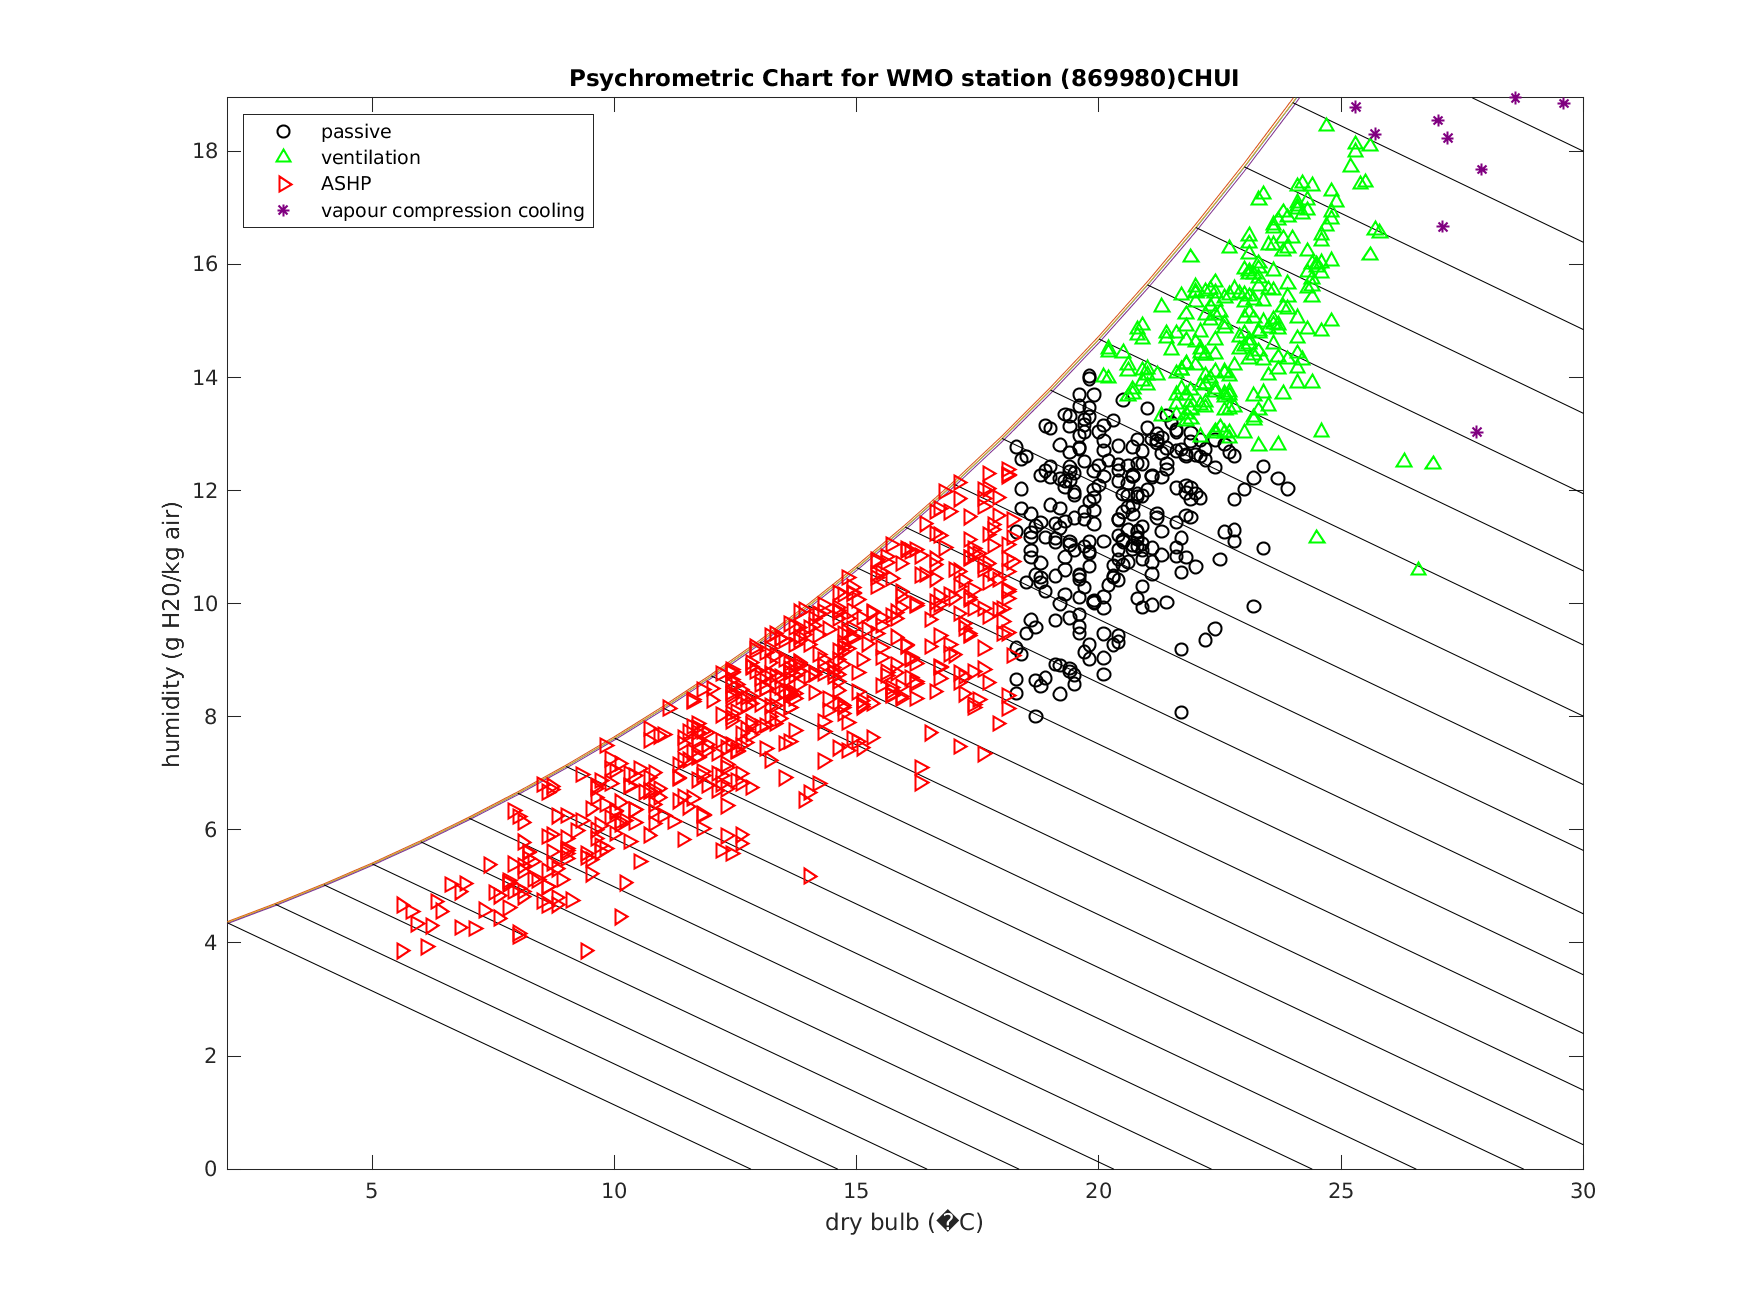 Psychrometric Chart for WMO station (869980)CHUI
passive
ventilation
ASHP
vapour compression cooling
humidity (g H20/kg air)
18
16
14
12
10
8
6
4
2
0
5
10
15
20
25
30
dry bulb (�C)